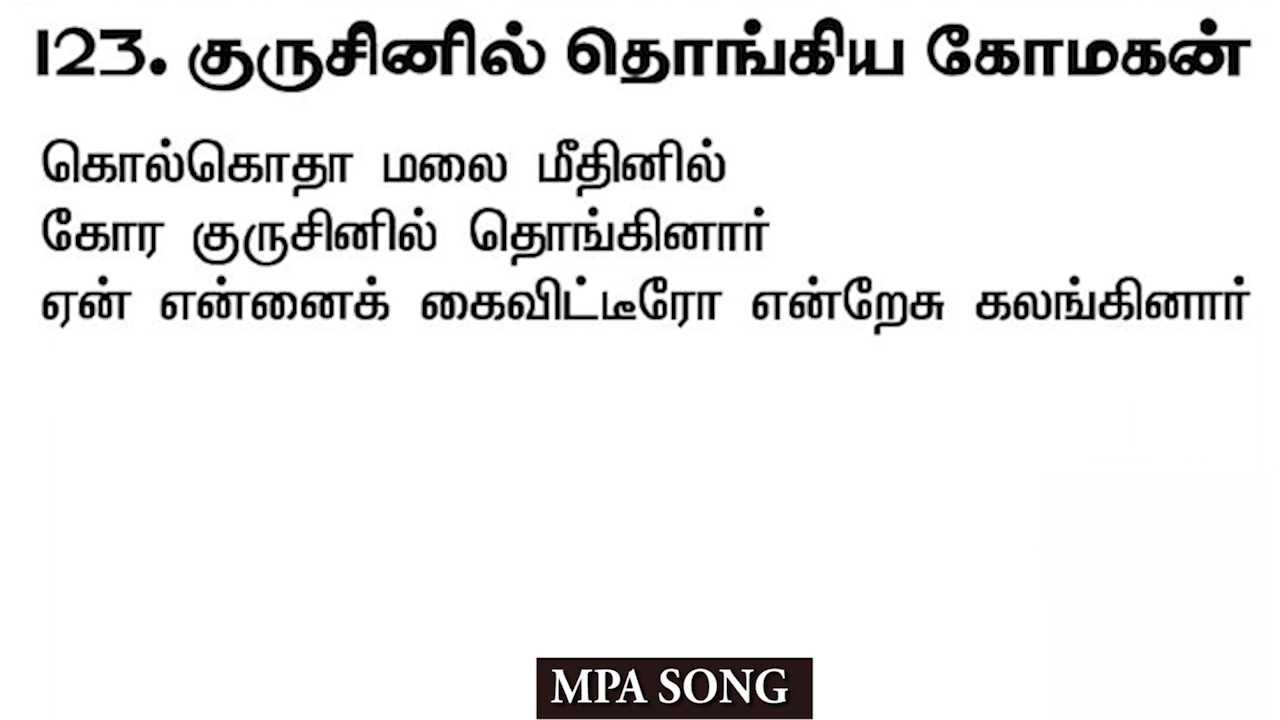 123. குருசினில் தொங்கிய கோமகன்
கொல்கொதா மலை மீதினில்
கோர குருசினில் தொங்கினார்
ஏன் என்னைக் கைவிட்டீரோ என்றேசு கலங்கினார்
MPA SONG